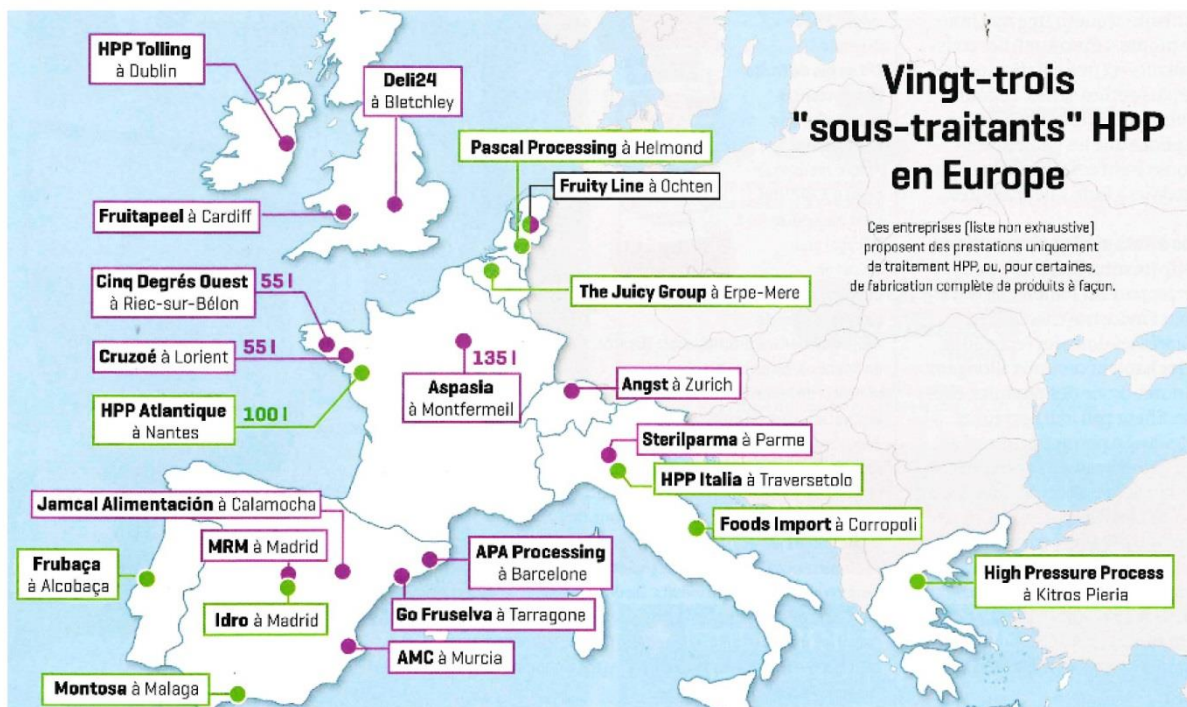 Vingt-trois
"sous-traitants" HPP
en Europe
Ces entreprises (liste non exhaustive)
proposent des prestations uniquement
de traitement HPP, ou, pour certaines,
de fabrication complète de produits à façon.
HPP Tolling
à Dublin
Deli24
à Bletchley
Pascal Processing à Helmond
Fruity Line à Ochten
Fruitapeel à Cardiff
The Juicy Group à Erpe-Mere
Cinq Degrés Ouest
à Riec-sur-Bélon
55 l
Cruzoé à Lorient
55 l
HPP Atlantique
à Nantes
100 l
135 l
Aspasia
à Montfermeil
Angst à Zurich
Sterilparma à Parme
HPP Italia à Traversetolo
Foods Import à Corropoli
Jamcal Alimentación à Calamocha
MRM à Madrid
APA Processing
à Barcelone
Frubaça
à Alcobaça
Idro à Madrid
Go Fruselva à Tarragone
High Pressure Process
à Kitros Pieria
AMC à Murcia
Montosa à Malaga